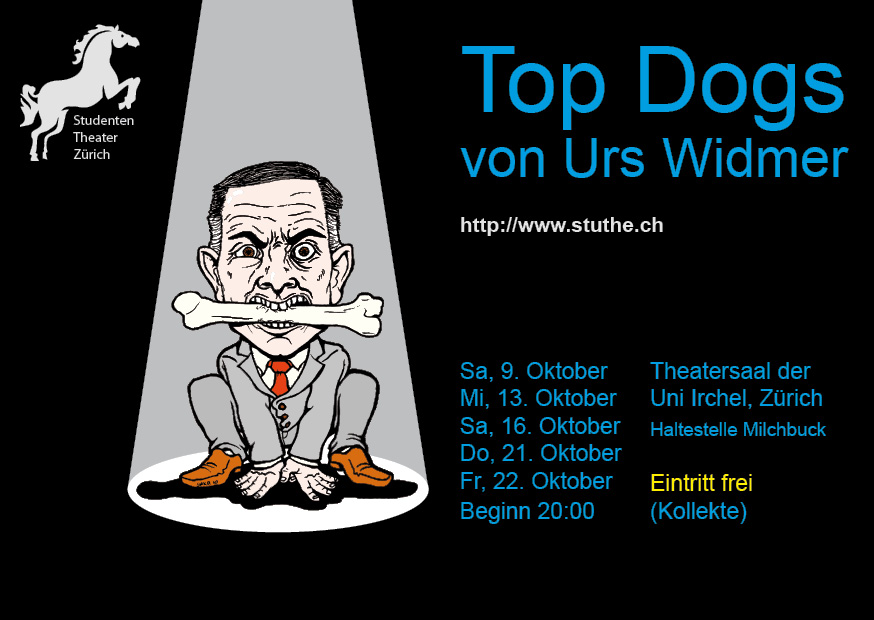 Studenten
Theater
Zürich
Top Dogs
von Urs Widmer
http://www.stuthe.ch
Sa, 9. Oktober
Mi, 13. Oktober
Sa, 16. Oktober
Do, 21. Oktober
Fr, 22. Oktober
Beginn 20:00
Theatersaal der
Uni Irchel, Zürich
Haltestelle Milchbuck
Eintritt frei
(Kollekte)